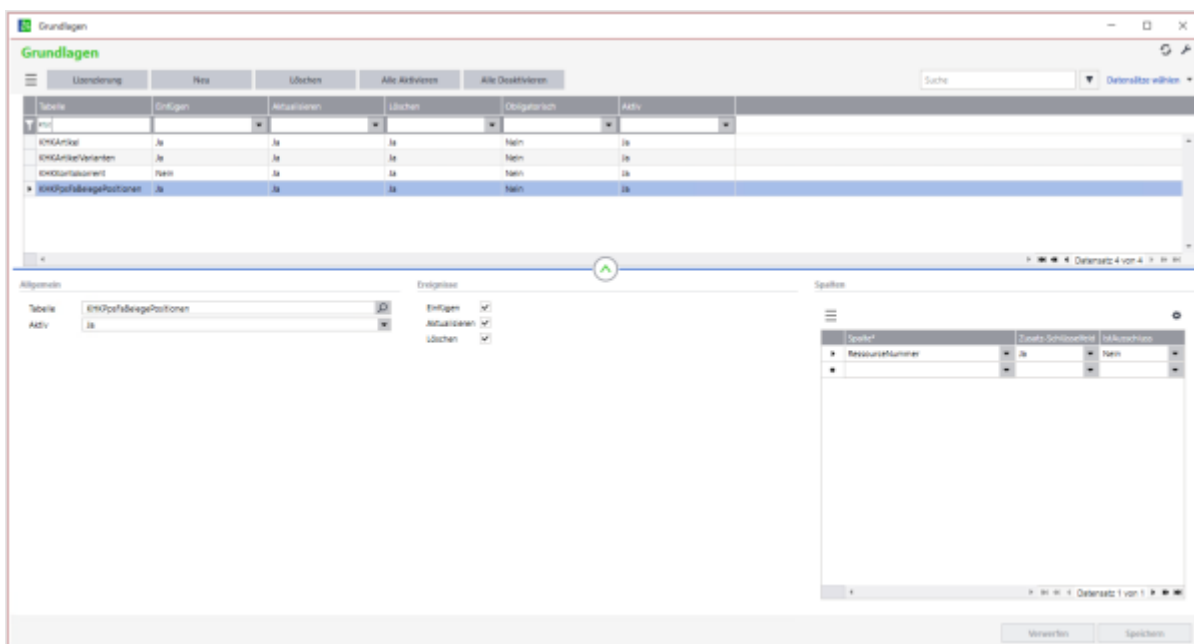 Grundlagen
Grundlagen
Lizenzierung Neu Löschen Alle Aktivieren Alle Deaktivieren Suche Datensätze wählen
Tabelle Einfügen Aktualisieren Löschen Obligatorisch Aktiv
KHKArtikel Ja Ja Ja Nein Ja
KHKArtikelVarianten Ja Ja Ja Nein Ja
KHKKontokorrent Nein Ja Ja Nein Ja
KHKPpsFaBelegePositionen Ja Ja Ja Nein Ja
Datensatz 4 von 4
Allgemein Ereignisse Spalten
Tabelle KHKPpsFaBelegePositionen Einfügen
Aktiv Ja Aktualisieren
Löschen
Spalte* Zusatz-Schlüsselfeld IstAusschluss
RessourceNummer Ja Nein
Datensatz 1 von 1
Verwerfen Speichern